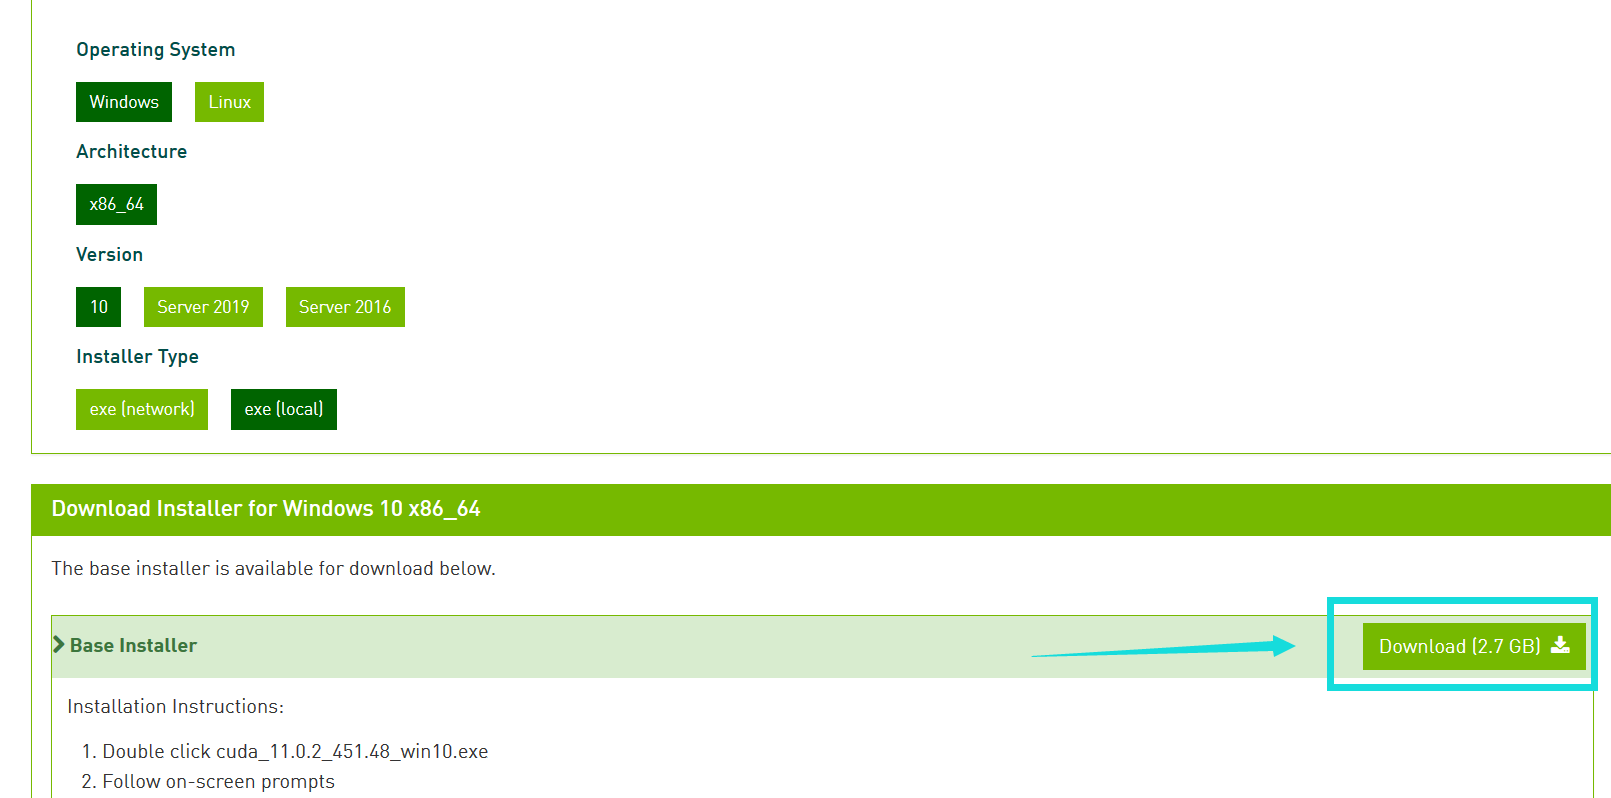 Operating System
Windows Linux
Architecture
x86_64
Version
10 Server 2019 Server 2016
Installer Type
exe (network) exe (local)
Download Installer for Windows 10 x86_64
The base installer is available for download below.
Base Installer Download (2.7 GB)
Installation Instructions:
1. Double click cuda_11.0.2_451.48_win10.exe
2. Follow on-screen prompts